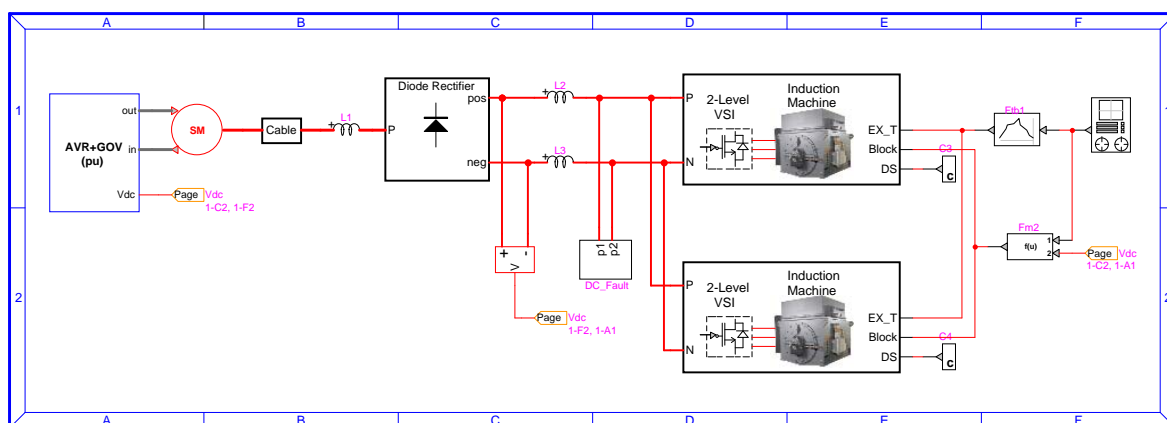 A B C D E F
1
1
AVR+GOV
(pu)
out
in
Vdc
SM
Page Vdc
1-C2, 1-F2
Cable
+ L1
Diode Rectifier
P
pos
neg
+ L2
+ L3
+ -
V
Page Vdc
1-F2, 1-A1
p1
p2
DC_Fault
P
N
2-Level
VSI
Induction
Machine
EX_T
Block
DS
C3
C
Ftb1
Fm2
f(u)
1
2
Page Vdc
1-C2, 1-A1
2
2
P
N
2-Level
VSI
Induction
Machine
EX_T
Block
DS
C4
C
A B C D E F